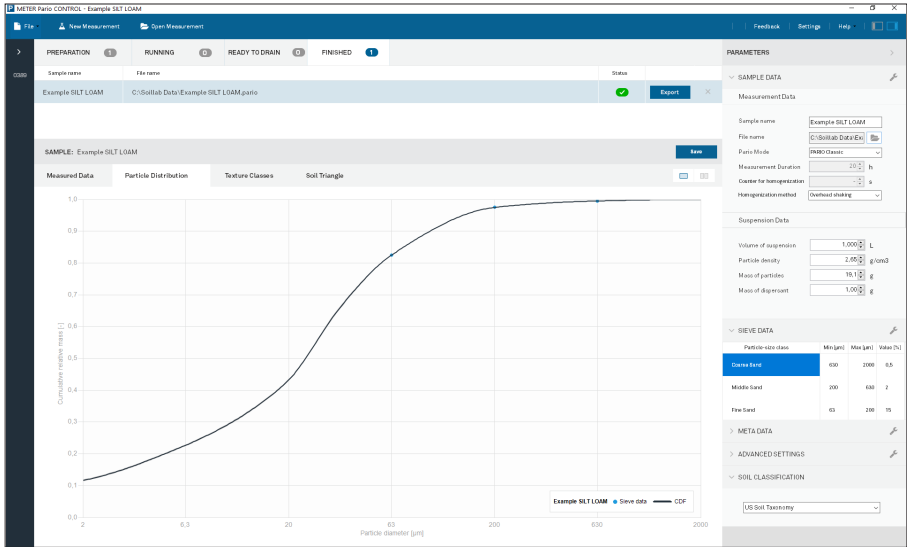 METER Pario CONTROL - Example SILT LOAM
File New Measurement Open Measurement Feedback Settings Help
PREPARATION 1 RUNNING 0 READY TO DRAIN 0 FINISHED 1
Sample name File name Status
Example SILT LOAM C:\Soillab Data\Example SILT LOAM.pario Export
SAMPLE: Example SILT LOAM Save
Measured Data Particle Distribution Texture Classes Soil Triangle
1,0
0,9
0,8
0,7
0,6
0,5
0,4
0,3
0,2
0,1
0,0
Cumulative relative mass [-]
2 6,3 20 63 200 630 2000
Particle diameter [µm]
Example SILT LOAM Sieve data CDF
PARAMETERS
SAMPLE DATA
Measurement Data
Sample name Example SILT LOAM
File name C:\Soillab Data\Exa
Pario Mode PARIO Classic
Measurement Duration 20 h
Counter for homogenization - s
Homogenization method Overhead shaking
Suspension Data
Volume of suspension 1,000 L
Particle density 2,65 g/cm3
Mass of particles 19,1 g
Mass of dispersant 1,00 g
SIEVE DATA
Particle-size class Min [µm] Max [µm] Value [%]
Coarse Sand 630 2000 0,5
Middle Sand 200 630 2
Fine Sand 63 200 15
META DATA
ADVANCED SETTINGS
SOIL CLASSIFICATION
US Soil Taxonomy